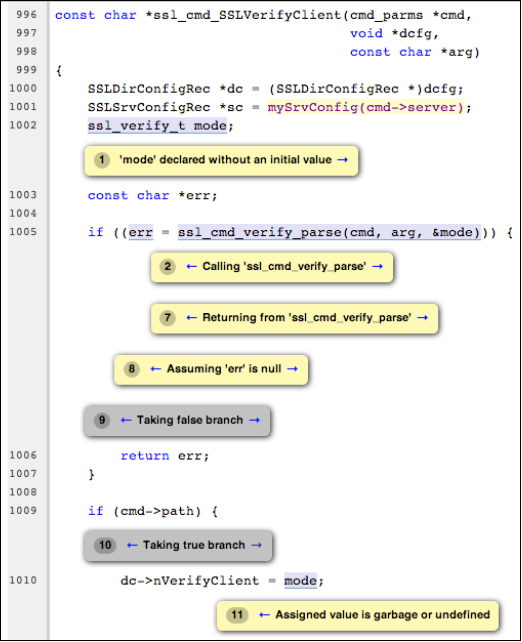 996 const char *ssl_cmd_SSLVerifyClient(cmd_parms *cmd,
997 void *dcfg,
998 const char *arg)
999 {
1000 SSLDirConfigRec *dc = (SSLDirConfigRec *)dcfg;
1001 SSLSrvConfigRec *sc = mySrvConfig(cmd->server);
1002 ssl_verify_t mode;
1 'mode' declared without an initial value →
1003 const char *err;
1004
1005 if ((err = ssl_cmd_verify_parse(cmd, arg, &mode))) {
2 ← Calling 'ssl_cmd_verify_parse' →
7 ← Returning from 'ssl_cmd_verify_parse' →
8 ← Assuming 'err' is null →
9 ← Taking false branch →
1006 return err;
1007 }
1008
1009 if (cmd->path) {
10 ← Taking true branch →
1010 dc->nVerifyClient = mode;
11 ← Assigned value is garbage or undefined